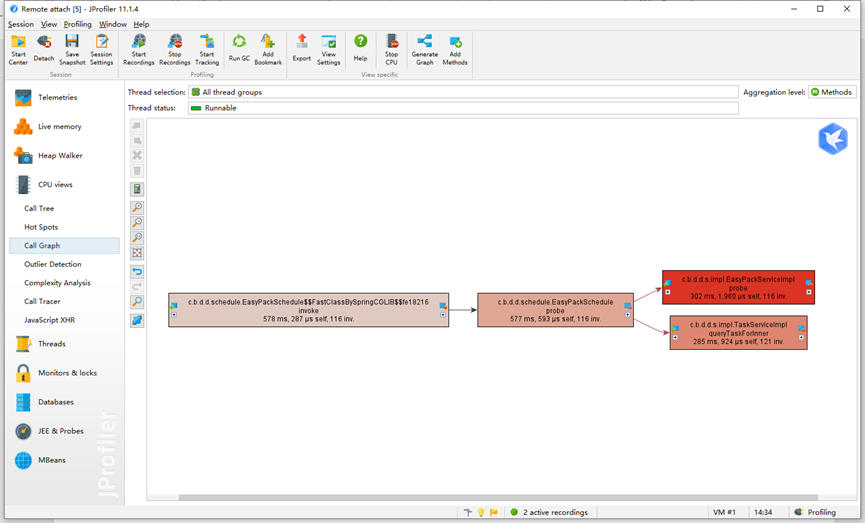 Remote attach [5] - JProfiler 11.1.4
Session View Profiling Window Help
Start Center
Detach
Save Snapshot
Session Settings
Start Recordings
Stop Recordings
Start Tracking
Run GC
Add Bookmark
Export
View Settings
Help
Stop CPU
Generate Graph
Add Methods
Session
Profiling
View specific
Telemetries
Live memory
Heap Walker
CPU views
Call Tree
Hot Spots
Call Graph
Outlier Detection
Complexity Analysis
Call Tracer
JavaScript XHR
Threads
Monitors & locks
Databases
JEE & Probes
MBeans
JProfiler
Thread selection: All thread groups
Aggregation level: Methods
Thread status: Runnable
c.b.d.d.schedule.EasyPackSchedule$$FastClassBySpringCGLIB$$fe18216
invoke
578 ms, 287 µs self, 116 inv.
c.b.d.d.schedule.EasyPackSchedule
probe
577 ms, 593 µs self, 116 inv.
c.b.d.d.s.impl.EasyPackServiceImpl
probe
302 ms, 1,960 µs self, 116 inv.
c.b.d.d.s.impl.TaskServiceImpl
queryTaskForInner
285 ms, 924 µs self, 121 inv.
2 active recordings
VM #1
14:34
Profiling